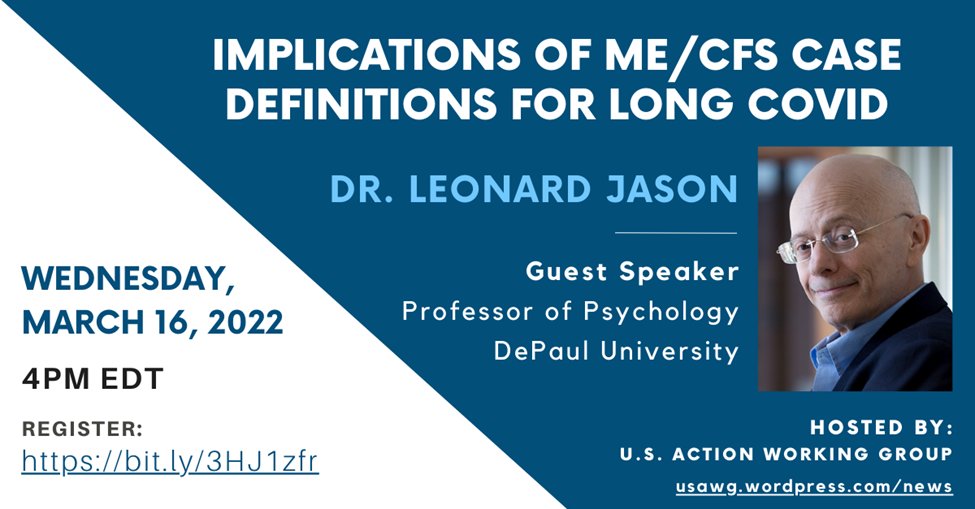 IMPLICATIONS OF ME/CFS CASE
DEFINITIONS FOR LONG COVID
DR. LEONARD JASON
Guest Speaker
Professor of Psychology
DePaul University
WEDNESDAY,
MARCH 16, 2022
4PM EDT
REGISTER:
https://bit.ly/3HJ1zfr
HOSTED BY:
U.S. ACTION WORKING GROUP
usawg.wordpress.com/news